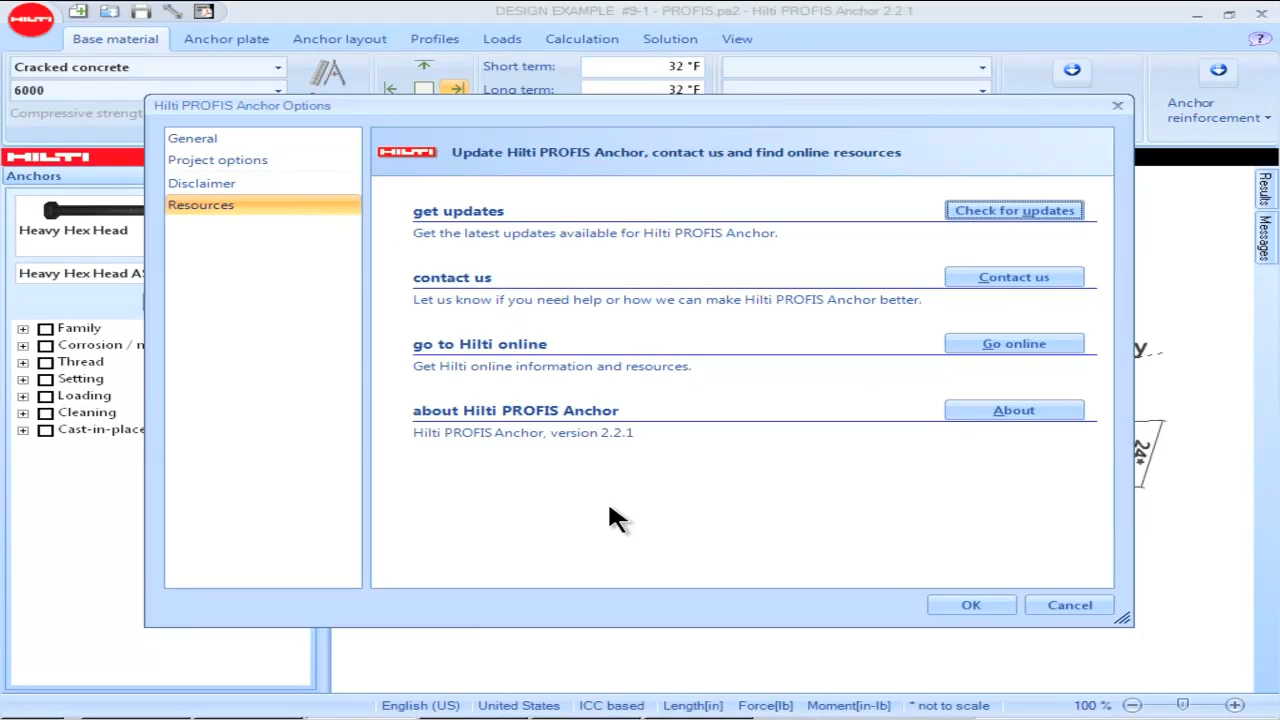 DESIGN EXAMPLE #9-1 - PROFIS.pa2 - Hilti PROFIS Anchor 2.2.1
HILTI
Base material
Anchor plate
Anchor layout
Profiles
Loads
Calculation
Solution
View
Cracked concrete
6000
Compressive strengt
Short term:
32 °F
Long term:
32 °F
Anchor
reinforcement
HILTI
Anchors
Heavy Hex Head
Heavy Hex Head AS
Family
Corrosion / m
Thread
Setting
Loading
Cleaning
Cast-in-place
Hilti PROFIS Anchor Options
General
Project options
Disclaimer
Resources
HILTI
Update Hilti PROFIS Anchor, contact us and find online resources
get updates
Check for updates
Get the latest updates available for Hilti PROFIS Anchor.
contact us
Contact us
Let us know if you need help or how we can make Hilti PROFIS Anchor better.
go to Hilti online
Go online
Get Hilti online information and resources.
about Hilti PROFIS Anchor
About
Hilti PROFIS Anchor, version 2.2.1
OK
Cancel
Results
Messages
y
24*
English (US)
United States
ICC based
Length[in]
Force[lb]
Moment[in-lb]
* not to scale
100 %